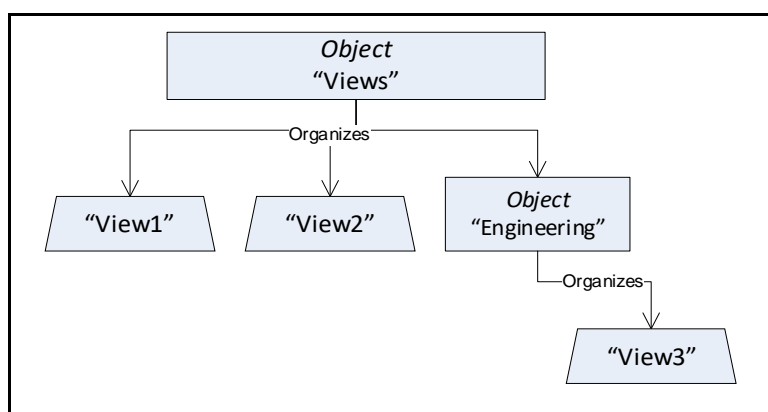 Object
“Views”
Organizes
“View1”
“View2”
Object
“Engineering”
Organizes
“View3”